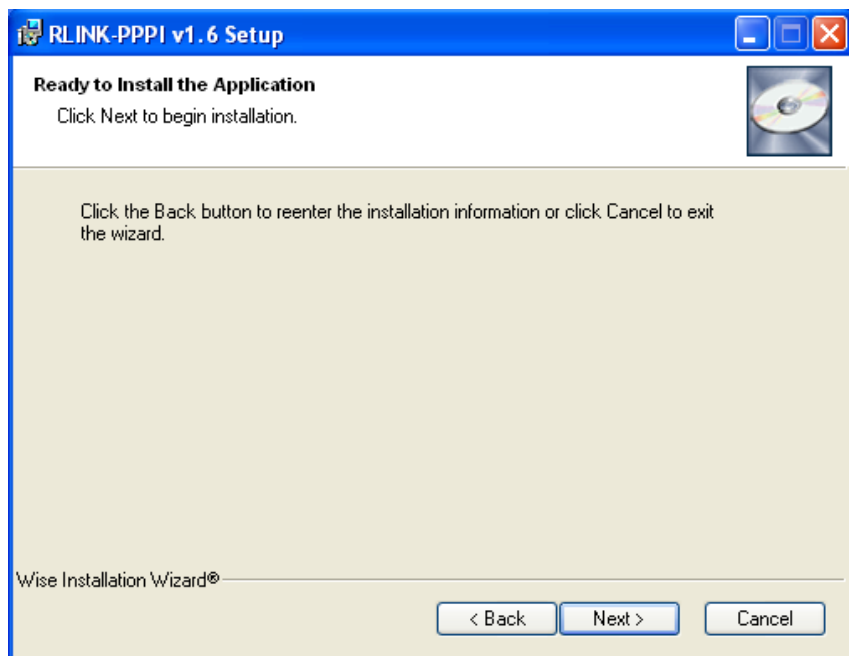 RLINK-PPPI v1.6 Setup
Ready to Install the Application
Click Next to begin installation.
Click the Back button to reenter the installation information or click Cancel to exit
the wizard.
Wise Installation Wizard®
< Back Next > Cancel